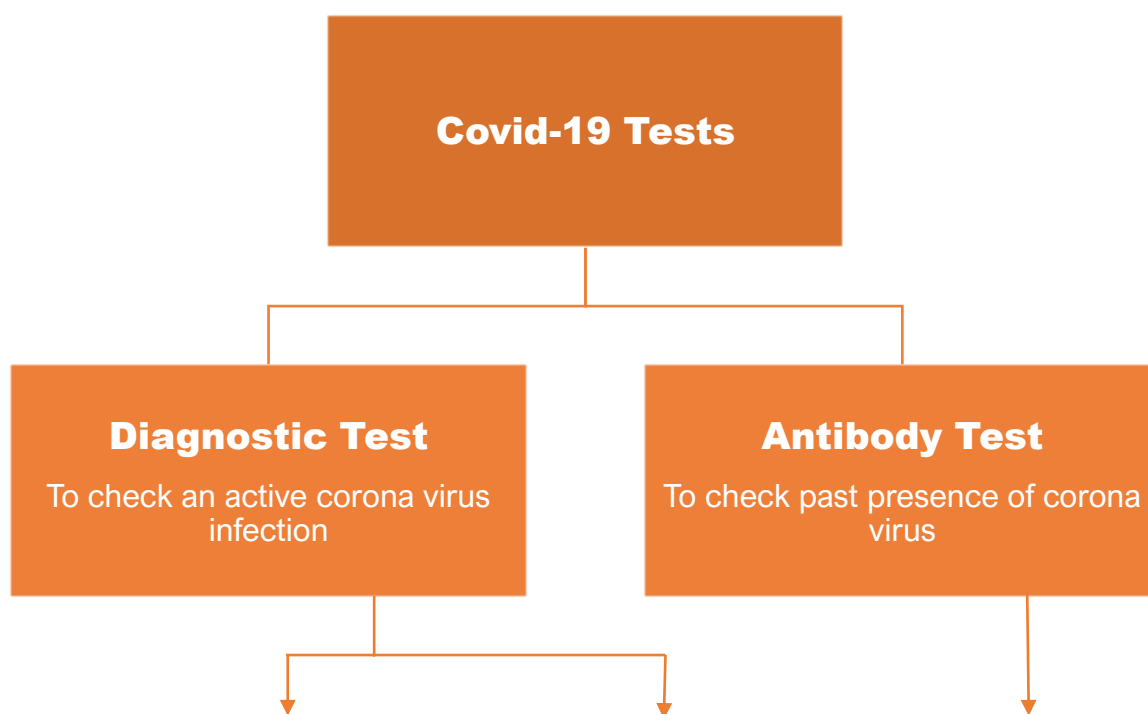 Covid-19 Tests
Diagnostic Test
To check an active corona virus
infection
Antibody Test
To check past presence of corona
virus